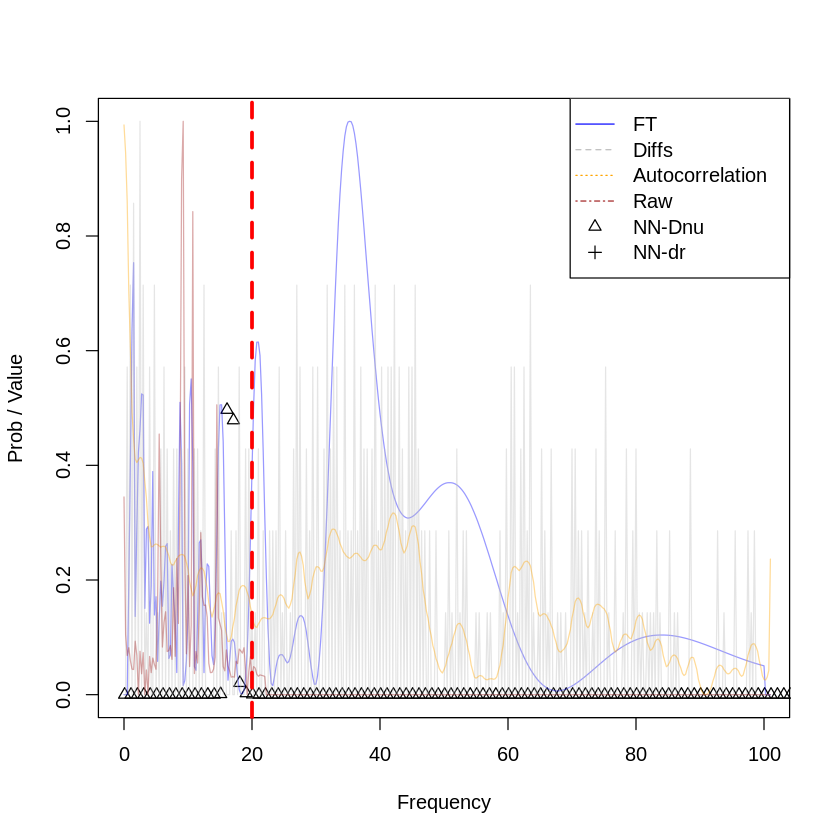 FT
Diffs
Autocorrelation
Raw
NN-Dnu
NN-dr
Prob / Value
1.0
0.8
0.6
0.4
0.2
0.0
0 20 40 60 80 100
Frequency